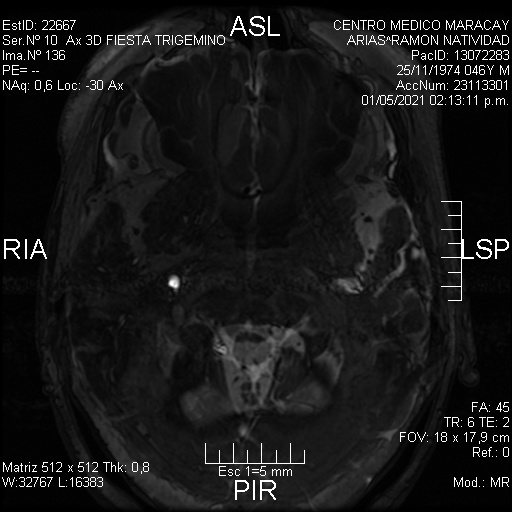 EstID: 22667
Ser.Nº 10  Ax 3D FIESTA TRIGEMINO
Ima.Nº 136
PE= --
NAq: 0,6 Loc: -30 Ax
ASL
CENTRO MEDICO MARACAY
ARIAS^RAMON NATIVIDAD
PacID: 13072283
25/11/1974 046Y M
AccNum: 23113301
01/05/2021 02:13:11 p.m.
RIA
LSP
Matriz 512 x 512 Thk: 0,8
W:32767 L:16383
Esc 1=5 mm
PIR
FA: 45
TR: 6 TE: 2
FOV: 18 x 17,9 cm
Ref.: 0
Mod.: MR